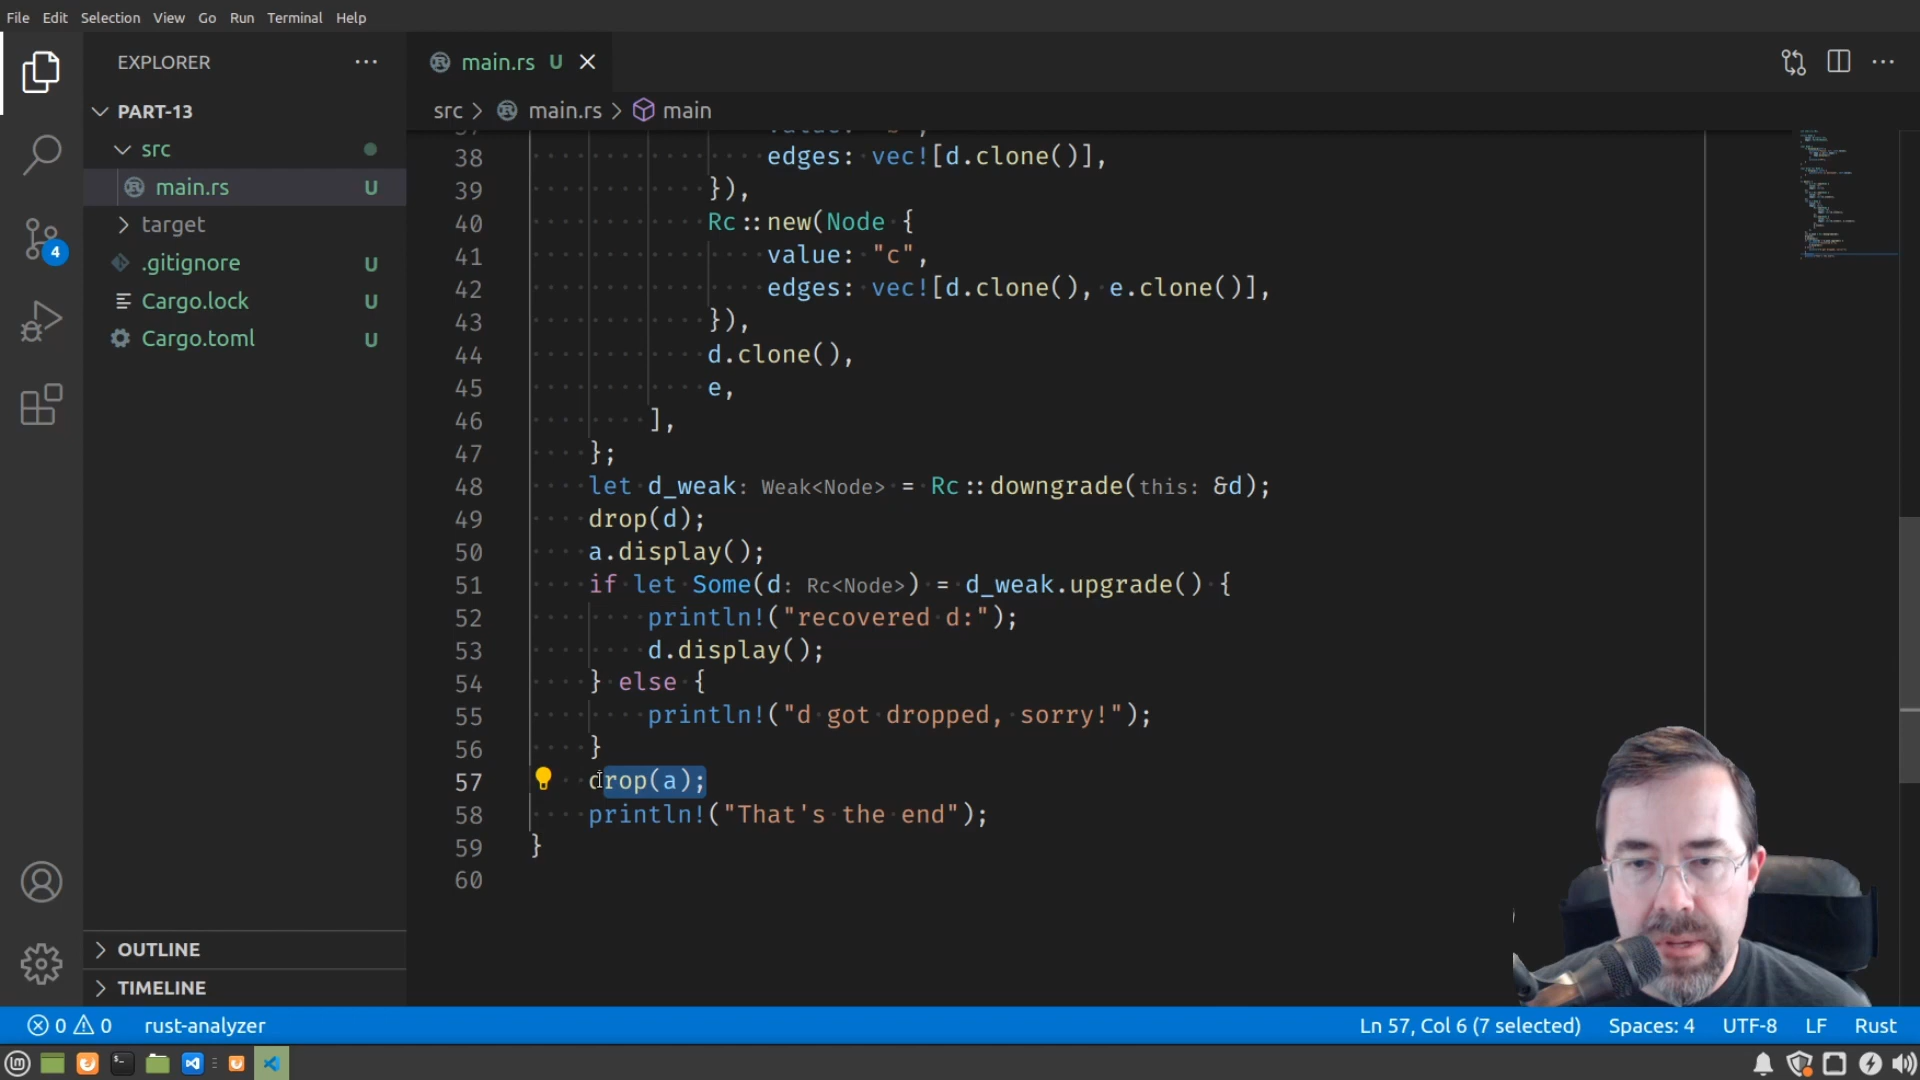 File Edit Selection View Go Run Terminal Help
EXPLORER
PART-13
src
main.rs U
target
.gitignore U
Cargo.lock U
Cargo.toml U
4
OUTLINE
TIMELINE
main.rs U
src > main.rs > main
38 edges: vec![d.clone()],
39 }),
40 Rc::new(Node {
41 value: "c",
42 edges: vec![d.clone(), e.clone()],
43 }),
44 d.clone(),
45 e,
46 ],
47 };
48 let d_weak: Weak<Node> = Rc::downgrade(this: &d);
49 drop(d);
50 a.display();
51 if let Some(d: Rc<Node>) = d_weak.upgrade() {
52 println!("recovered d:");
53 d.display();
54 } else {
55 println!("d got dropped, sorry!");
56 }
57 drop(a);
58 println!("That's the end");
59 }
60
0 0 rust-analyzer Ln 57, Col 6 (7 selected) Spaces: 4 UTF-8 LF Rust